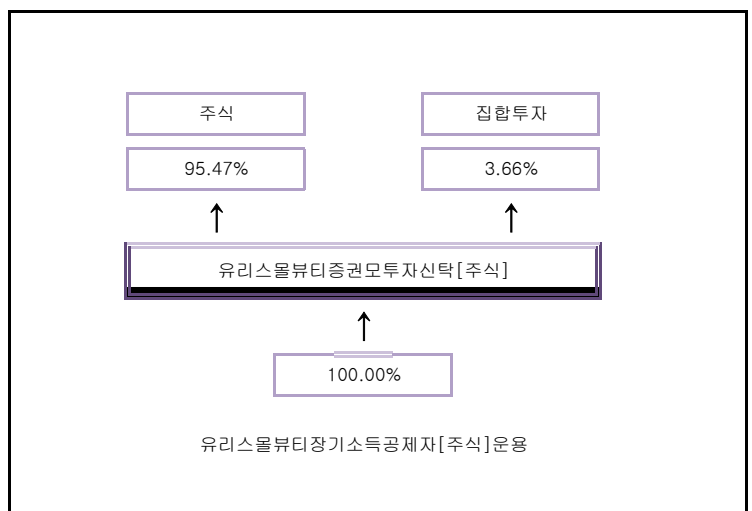 주식 집합투자
95.47% 3.66%
↑ ↑
유리스몰뷰티증권모투자신탁[주식]
↑
100.00%
유리스몰뷰티장기소득공제자[주식]운용